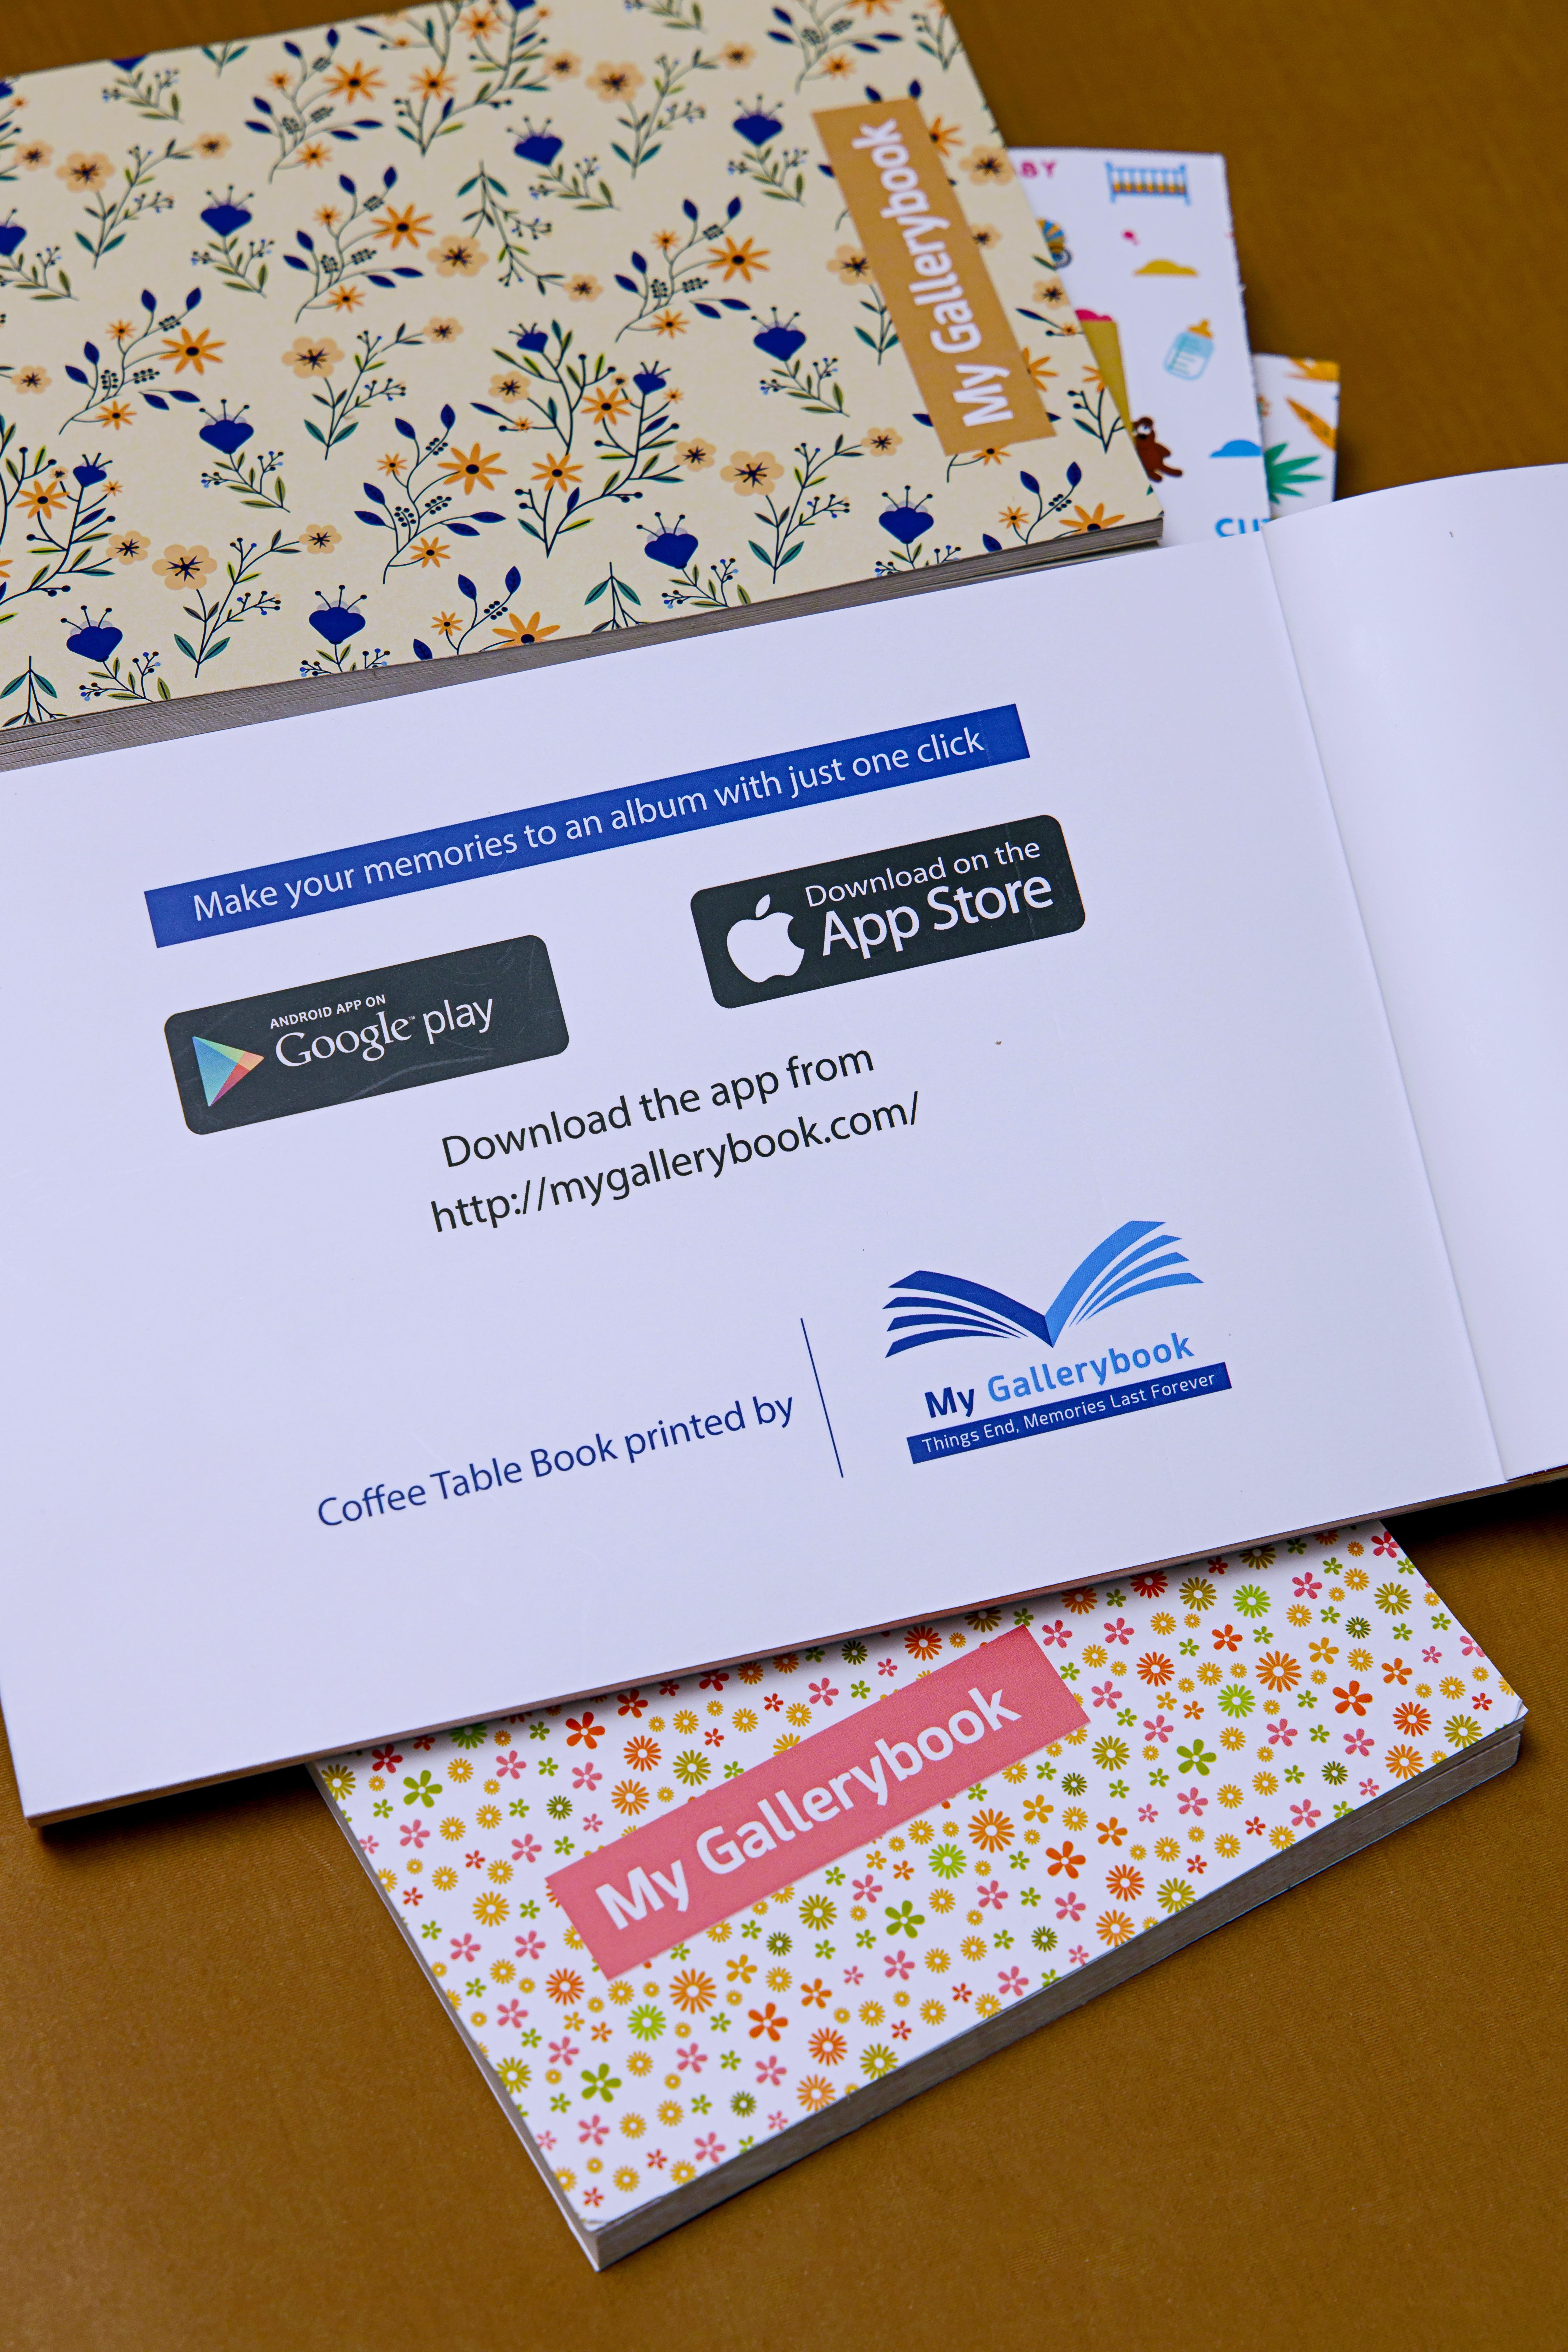 My Gallerybook
Make your memories to an album with just one click
Download on the
App Store
ANDROID APP ON
Google™ play
Download the app from
http://mygallerybook.com/
My Gallerybook
Things End, Memories Last Forever
Coffee Table Book printed by
My Gallerybook